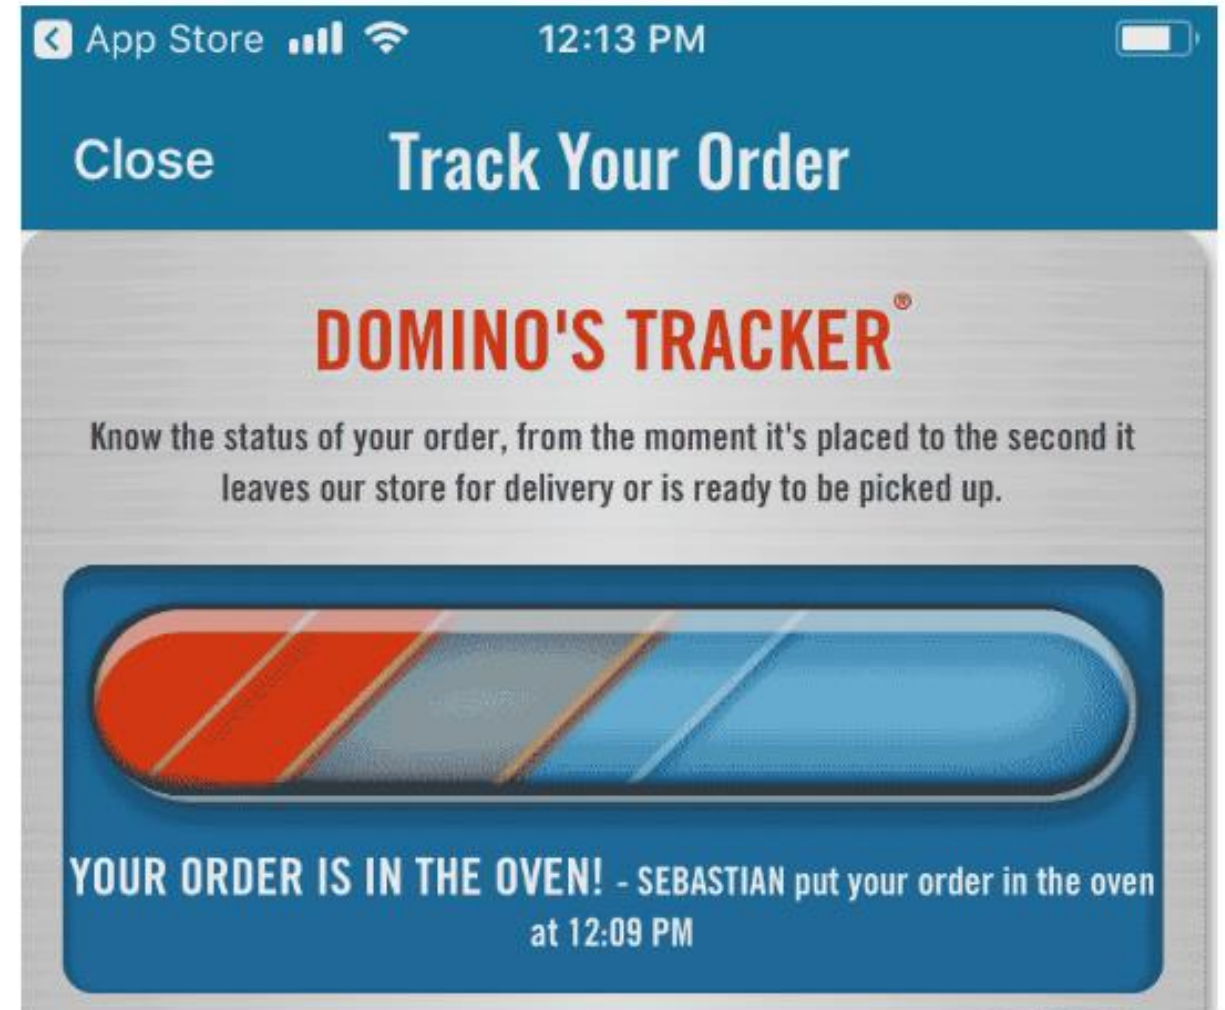 App Store 12:13 PM
Close Track Your Order
DOMINO'S TRACKER®
Know the status of your order, from the moment it's placed to the second it
leaves our store for delivery or is ready to be picked up.
YOUR ORDER IS IN THE OVEN! - SEBASTIAN put your order in the oven
at 12:09 PM